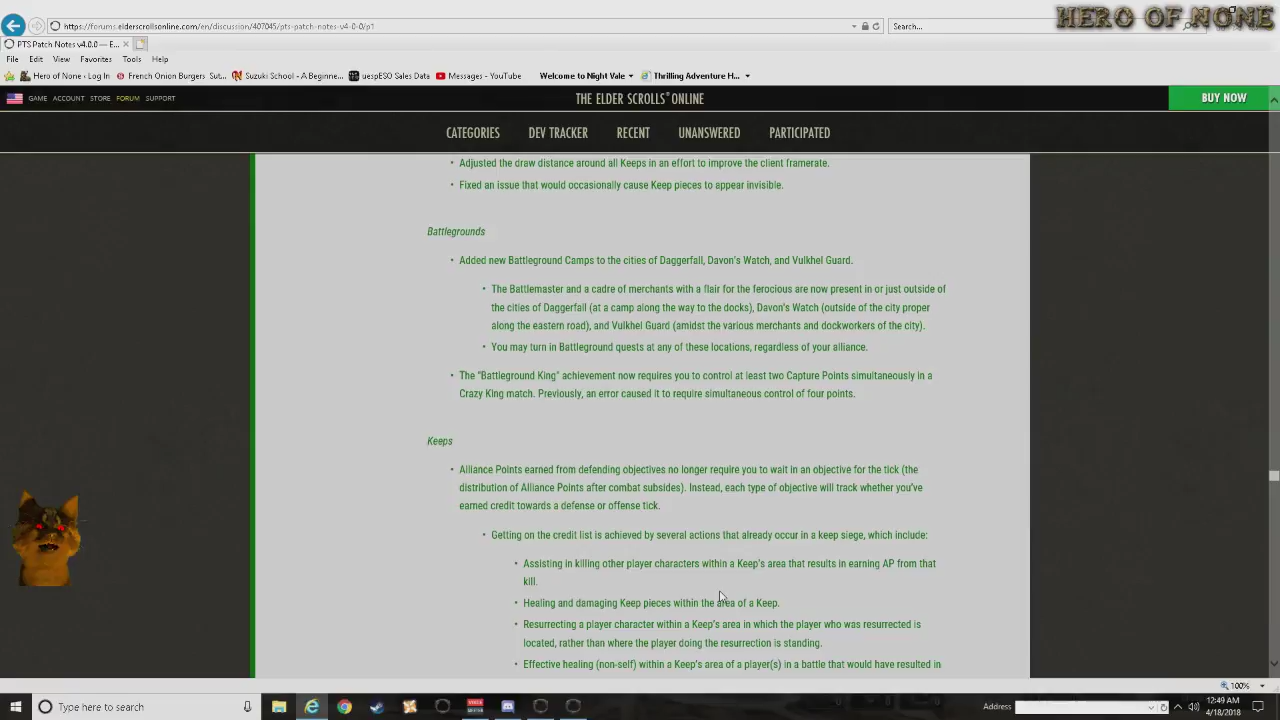 HERO OF NONE
https://forums.elderscrollsonline.com/en/discussion/407045/pts-patch-notes-v4-0-0/p1
Search...
PTS Patch Notes v4.0.0 — E...
File Edit View Favorites Tools Help
Hero of None ‹ Log In French Onion Burgers Sut... Suzuki School - A Beginne... uespESO Sales Data Messages - YouTube Welcome to Night Vale Thrilling Adventure H...
GAME ACCOUNT STORE FORUM SUPPORT
THE ELDER SCROLLS ONLINE
BUY NOW
CATEGORIES DEV TRACKER RECENT UNANSWERED PARTICIPATED
• Adjusted the draw distance around all Keeps in an effort to improve the client framerate.
• Fixed an issue that would occasionally cause Keep pieces to appear invisible.
Battlegrounds
• Added new Battleground Camps to the cities of Daggerfall, Davon's Watch, and Vulkhel Guard.
• The Battlemaster and a cadre of merchants with a flair for the ferocious are now present in or just outside of
the cities of Daggerfall (at a camp along the way to the docks), Davon's Watch (outside of the city proper
along the eastern road), and Vulkhel Guard (amidst the various merchants and dockworkers of the city).
• You may turn in Battleground quests at any of these locations, regardless of your alliance.
• The "Battleground King" achievement now requires you to control at least two Capture Points simultaneously in a
Crazy King match. Previously, an error caused it to require simultaneous control of four points.
Keeps
• Alliance Points earned from defending objectives no longer require you to wait in an objective for the tick (the
distribution of Alliance Points after combat subsides). Instead, each type of objective will track whether you've
earned credit towards a defense or offense tick.
• Getting on the credit list is achieved by several actions that already occur in a keep siege, which include:
• Assisting in killing other player characters within a Keep's area that results in earning AP from that
kill.
• Healing and damaging Keep pieces within the area of a Keep.
• Resurrecting a player character within a Keep's area in which the player who was resurrected is
located, rather than where the player doing the resurrection is standing.
• Effective healing (non-self) within a Keep's area of a player(s) in a battle that would have resulted in
100%
Type here to search
Address
12:49 AM
4/18/2018